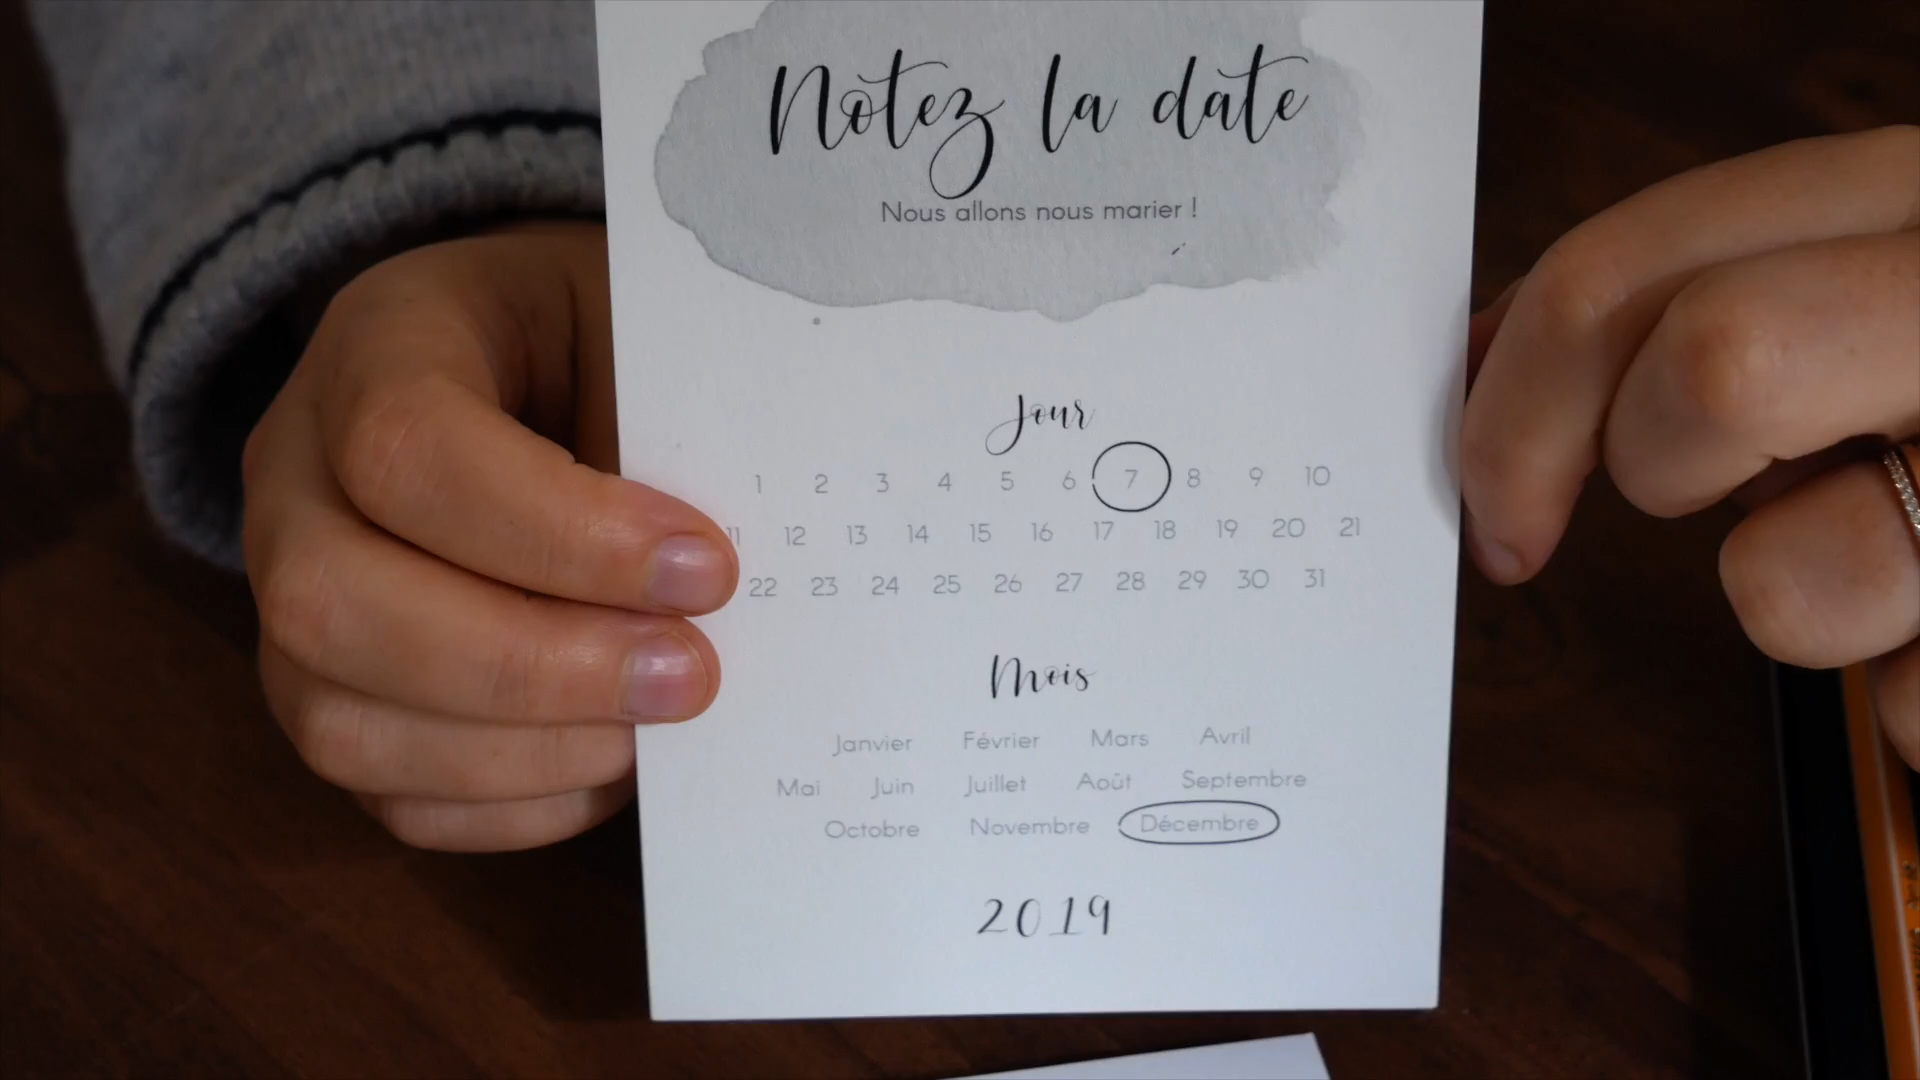 Notez la date
Nous allons nous marier !
Jour
1 2 3 4 5 6 7 8 9 10
11 12 13 14 15 16 17 18 19 20 21
22 23 24 25 26 27 28 29 30 31
Mois
Janvier Février Mars Avril
Mai Juin Juillet Août Septembre
Octobre Novembre Décembre
2019